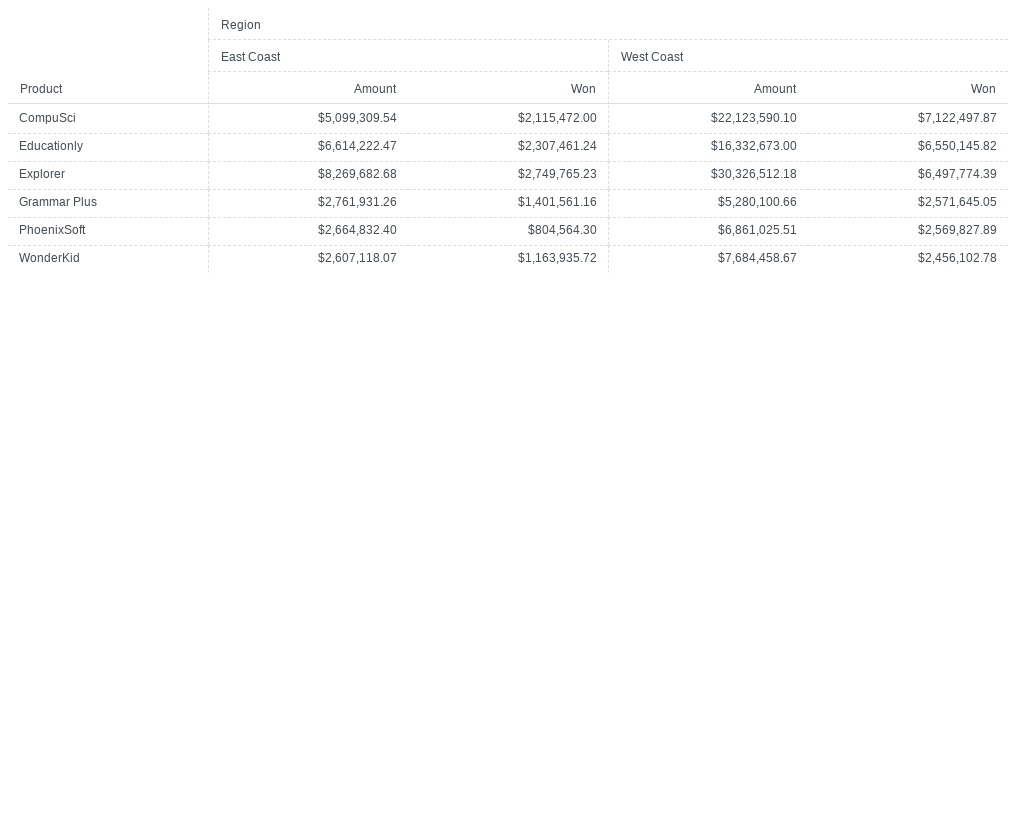 Region
East Coast West Coast
Product Amount Won Amount Won
CompuSci $5,099,309.54 $2,115,472.00 $22,123,590.10 $7,122,497.87
Educationly $6,614,222.47 $2,307,461.24 $16,332,673.00 $6,550,145.82
Explorer $8,269,682.68 $2,749,765.23 $30,326,512.18 $6,497,774.39
Grammar Plus $2,761,931.26 $1,401,561.16 $5,280,100.66 $2,571,645.05
PhoenixSoft $2,664,832.40 $804,564.30 $6,861,025.51 $2,569,827.89
WonderKid $2,607,118.07 $1,163,935.72 $7,684,458.67 $2,456,102.78